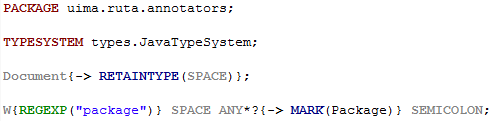 PACKAGE uima.ruta.annotators;
TYPESYSTEM types.JavaTypeSystem;
Document{-> RETAINTYPE(SPACE)};
W{REGEXP("package")} SPACE ANY*?{-> MARK(Package)} SEMICOLON;